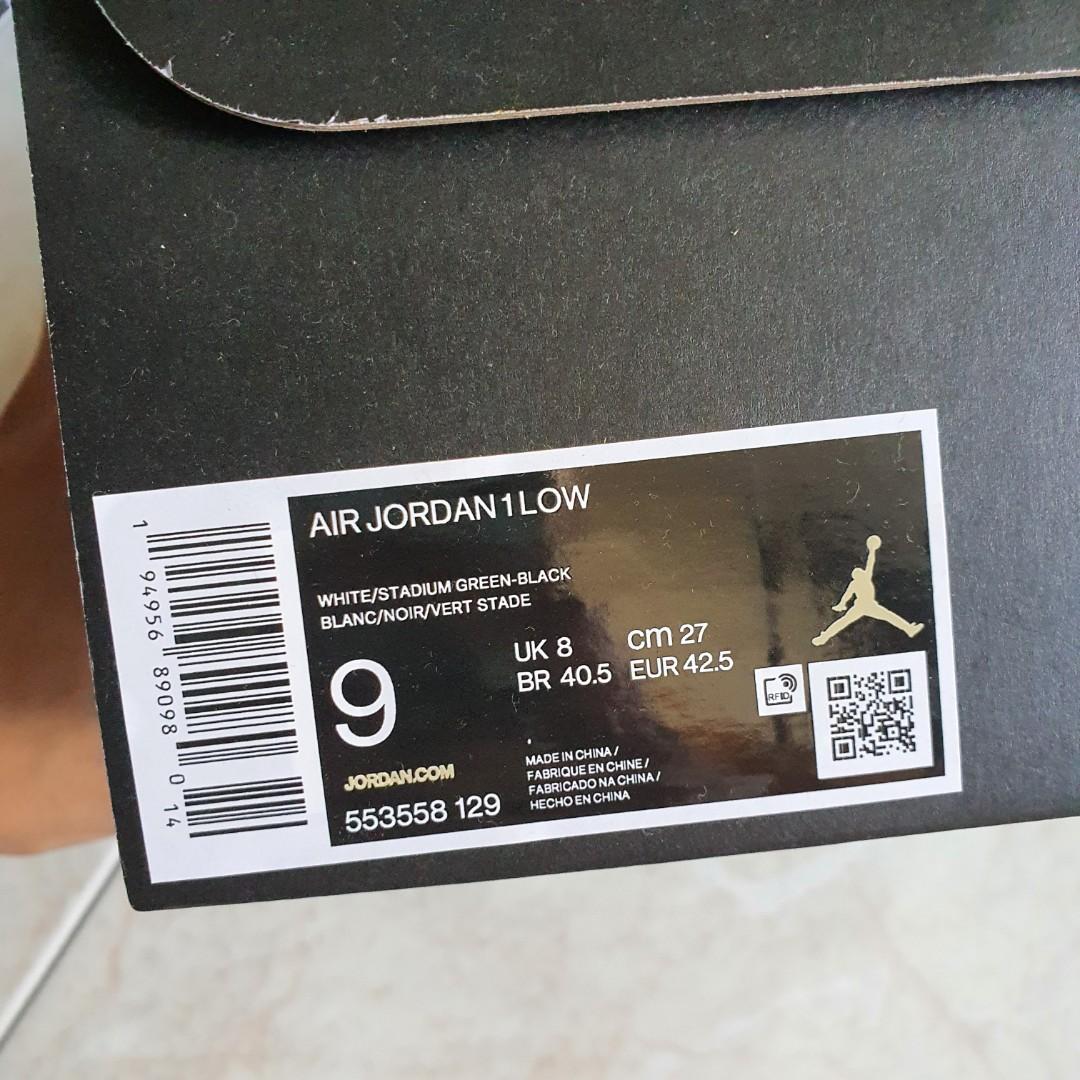 AIR JORDAN 1 LOW
WHITE/STADIUM GREEN-BLACK
BLANC/NOIR/VERT STADE
9
UK 8 cm 27
BR 40.5 EUR 42.5
RFID
JORDAN.COM
553558 129
MADE IN CHINA /
FABRIQUE EN CHINE /
FABRICADO NA CHINA /
HECHO EN CHINA
1 94956 89098 0 14